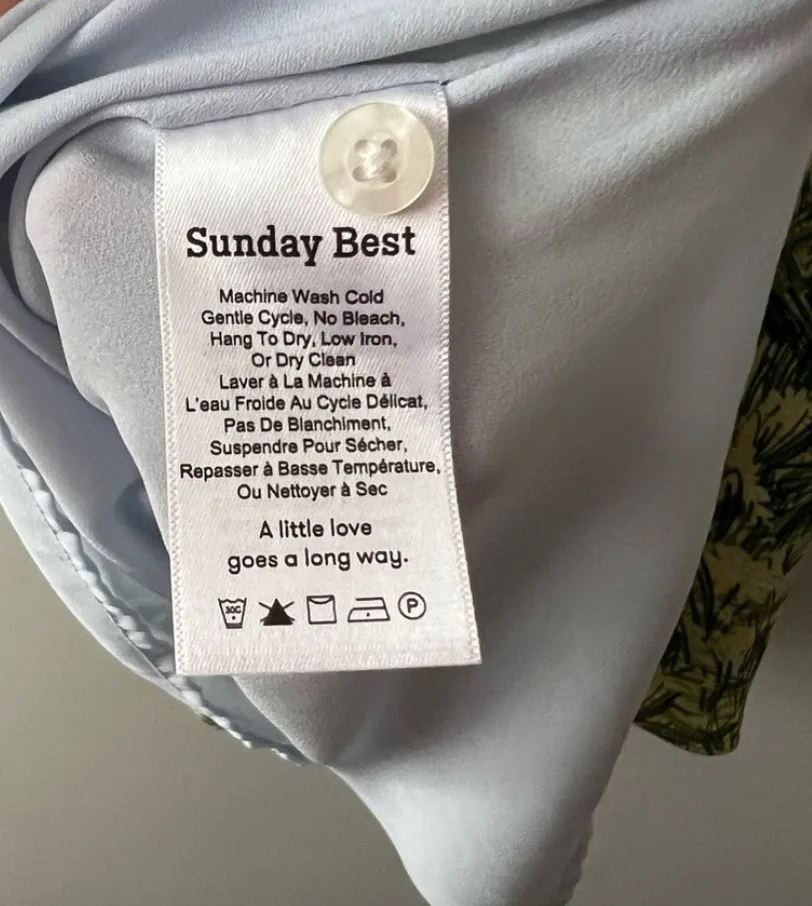 Sunday Best
Machine Wash Cold
Gentle Cycle, No Bleach,
Hang To Dry, Low Iron,
Or Dry Clean
Laver à La Machine à
L'eau Froide Au Cycle Délicat,
Pas De Blanchiment,
Suspendre Pour Sécher,
Repasser à Basse Température,
Ou Nettoyer à Sec
A little love
goes a long way.
30C P